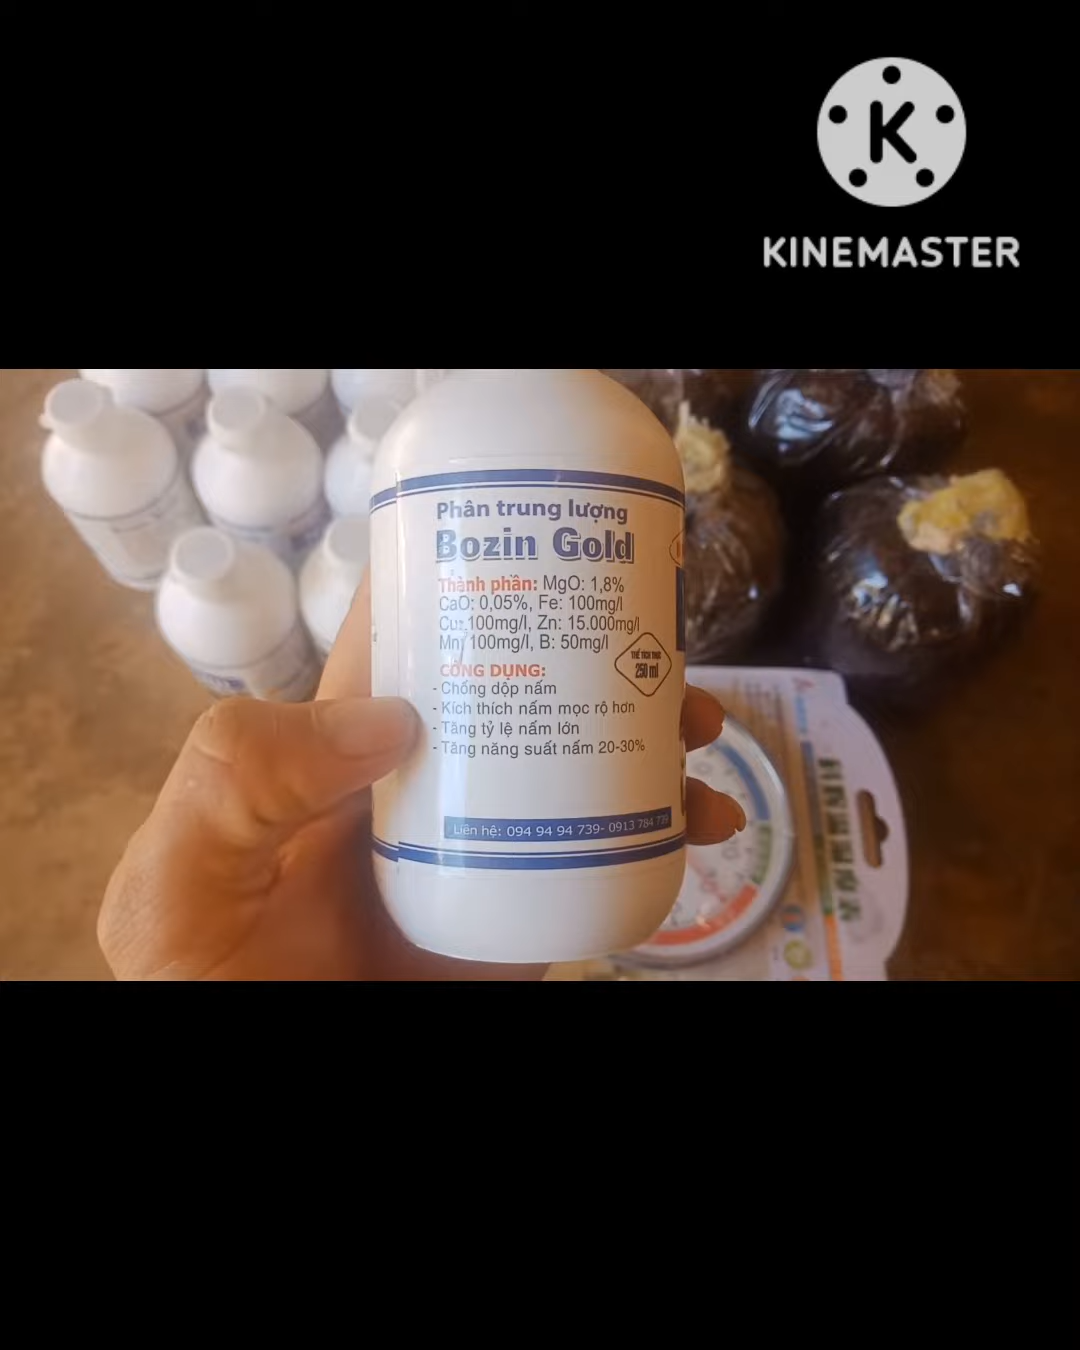 K
KINEMASTER
Phân trung lượng
Bozin Gold
Thành phần: MgO: 1,8%
CaO: 0,05%, Fe: 100mg/l
Cu: 100mg/l, Zn: 15.000mg/l
Mn: 100mg/l, B: 50mg/l
THỂ TÍCH THỰC
250 ml
CÔNG DỤNG:
- Chống dộp nấm
- Kích thích nấm mọc rộ hơn
- Tăng tỷ lệ nấm lớn
- Tăng năng suất nấm 20-30%
Liên hệ: 094 94 94 739- 0913 784 739